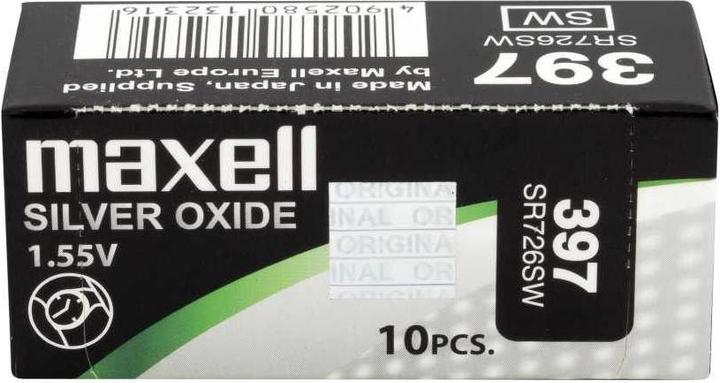 4 902580 132316
SW
SR726SW
397
Made in Japan, Supplied
by Maxell Europe Ltd.
maxell
SILVER OXIDE
1.55V
ORIGINA
INAL OR
ORIGINA
INAL OR
ORIGINA
397
SR726SW
10PCS.